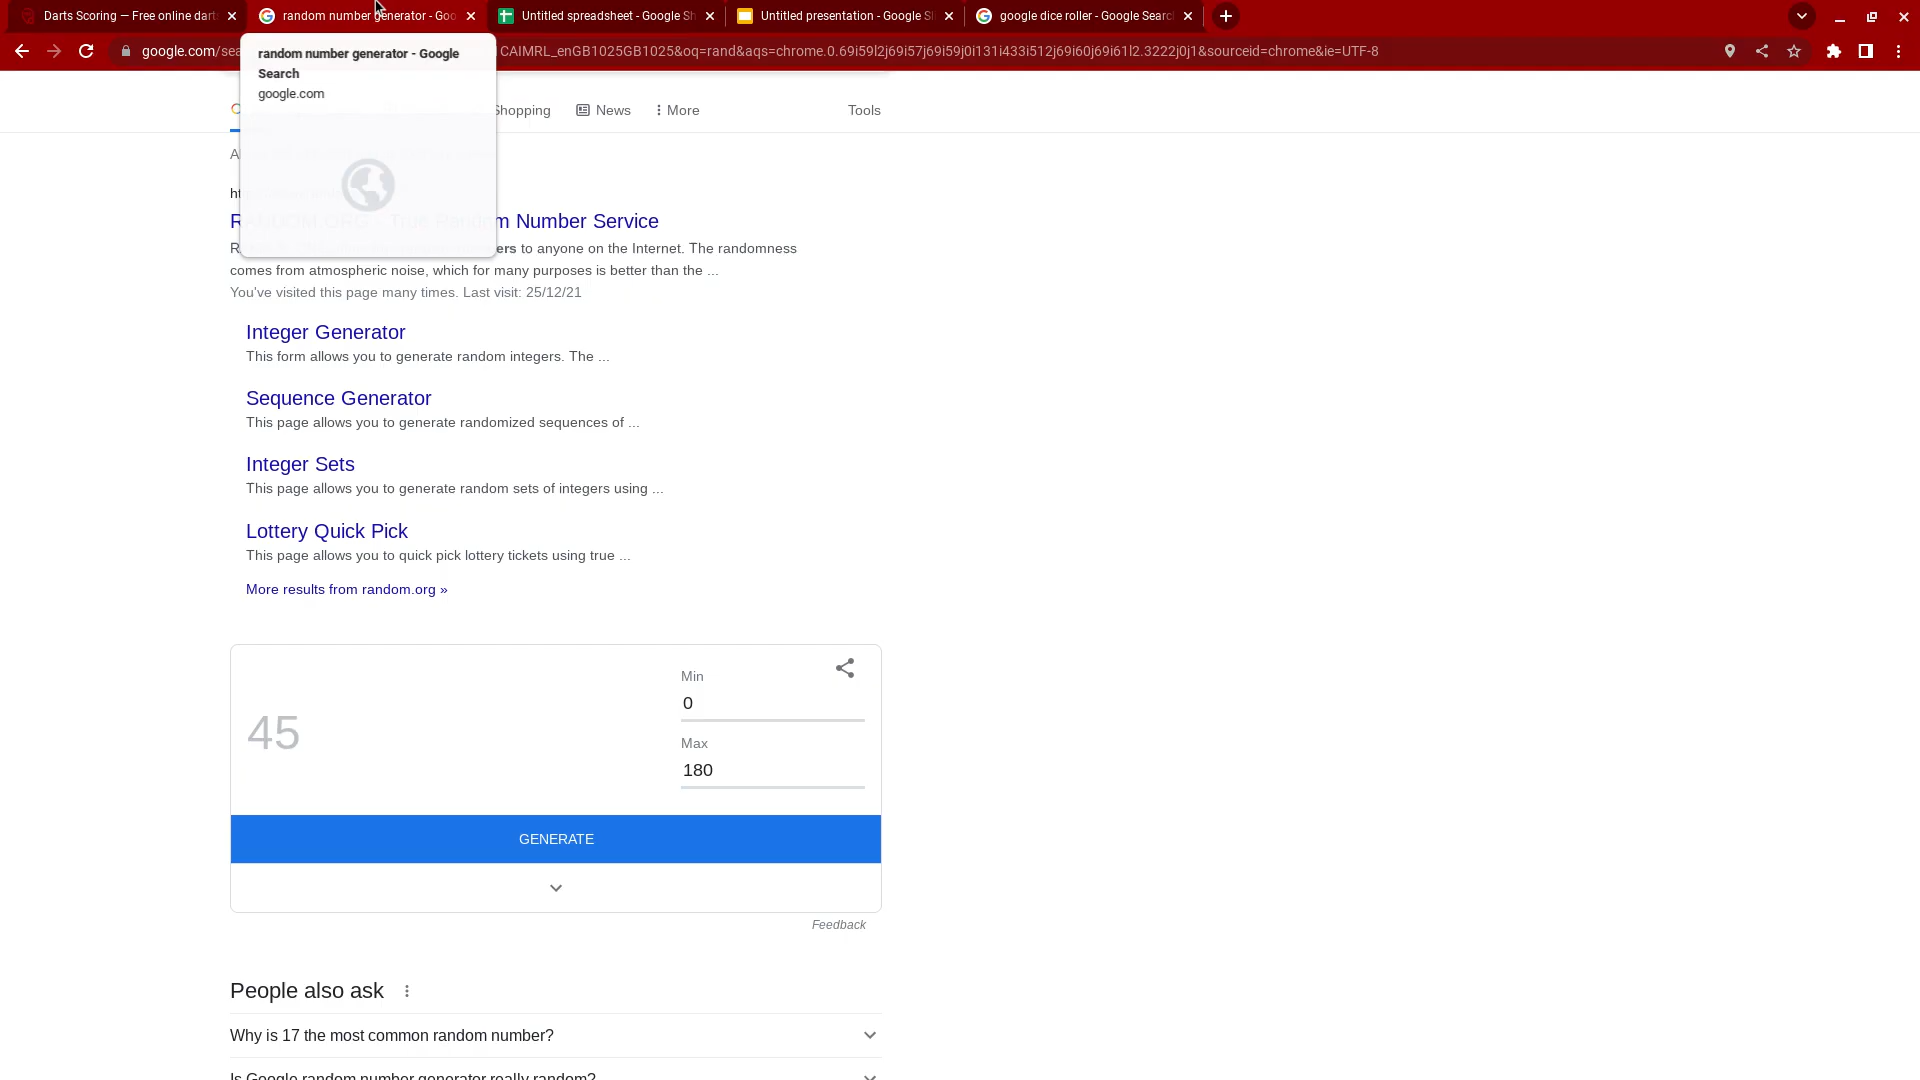 Darts Scoring — Free online dart
random number generator - Goo
Untitled spreadsheet - Google Sh
Untitled presentation - Google Sl
google dice roller - Google Search
google.com/sea
CAIMRL_enGB1025GB1025&oq=rand&aqs=chrome.0.69i59l2j69i57j69i59j0i131i433i512j69i60j69i61l2.3222j0j1&sourceid=chrome&ie=UTF-8
random number generator - Google
Search
google.com
Shopping
News
More
Tools
RANDOM.ORG - True Random Number Service
ers to anyone on the Internet. The randomness
comes from atmospheric noise, which for many purposes is better than the ...
You've visited this page many times. Last visit: 25/12/21
Integer Generator
This form allows you to generate random integers. The ...
Sequence Generator
This page allows you to generate randomized sequences of ...
Integer Sets
This page allows you to generate random sets of integers using ...
Lottery Quick Pick
This page allows you to quick pick lottery tickets using true ...
More results from random.org »
Min
0
45
Max
180
GENERATE
Feedback
People also ask
Why is 17 the most common random number?
Is Google random number generator really random?